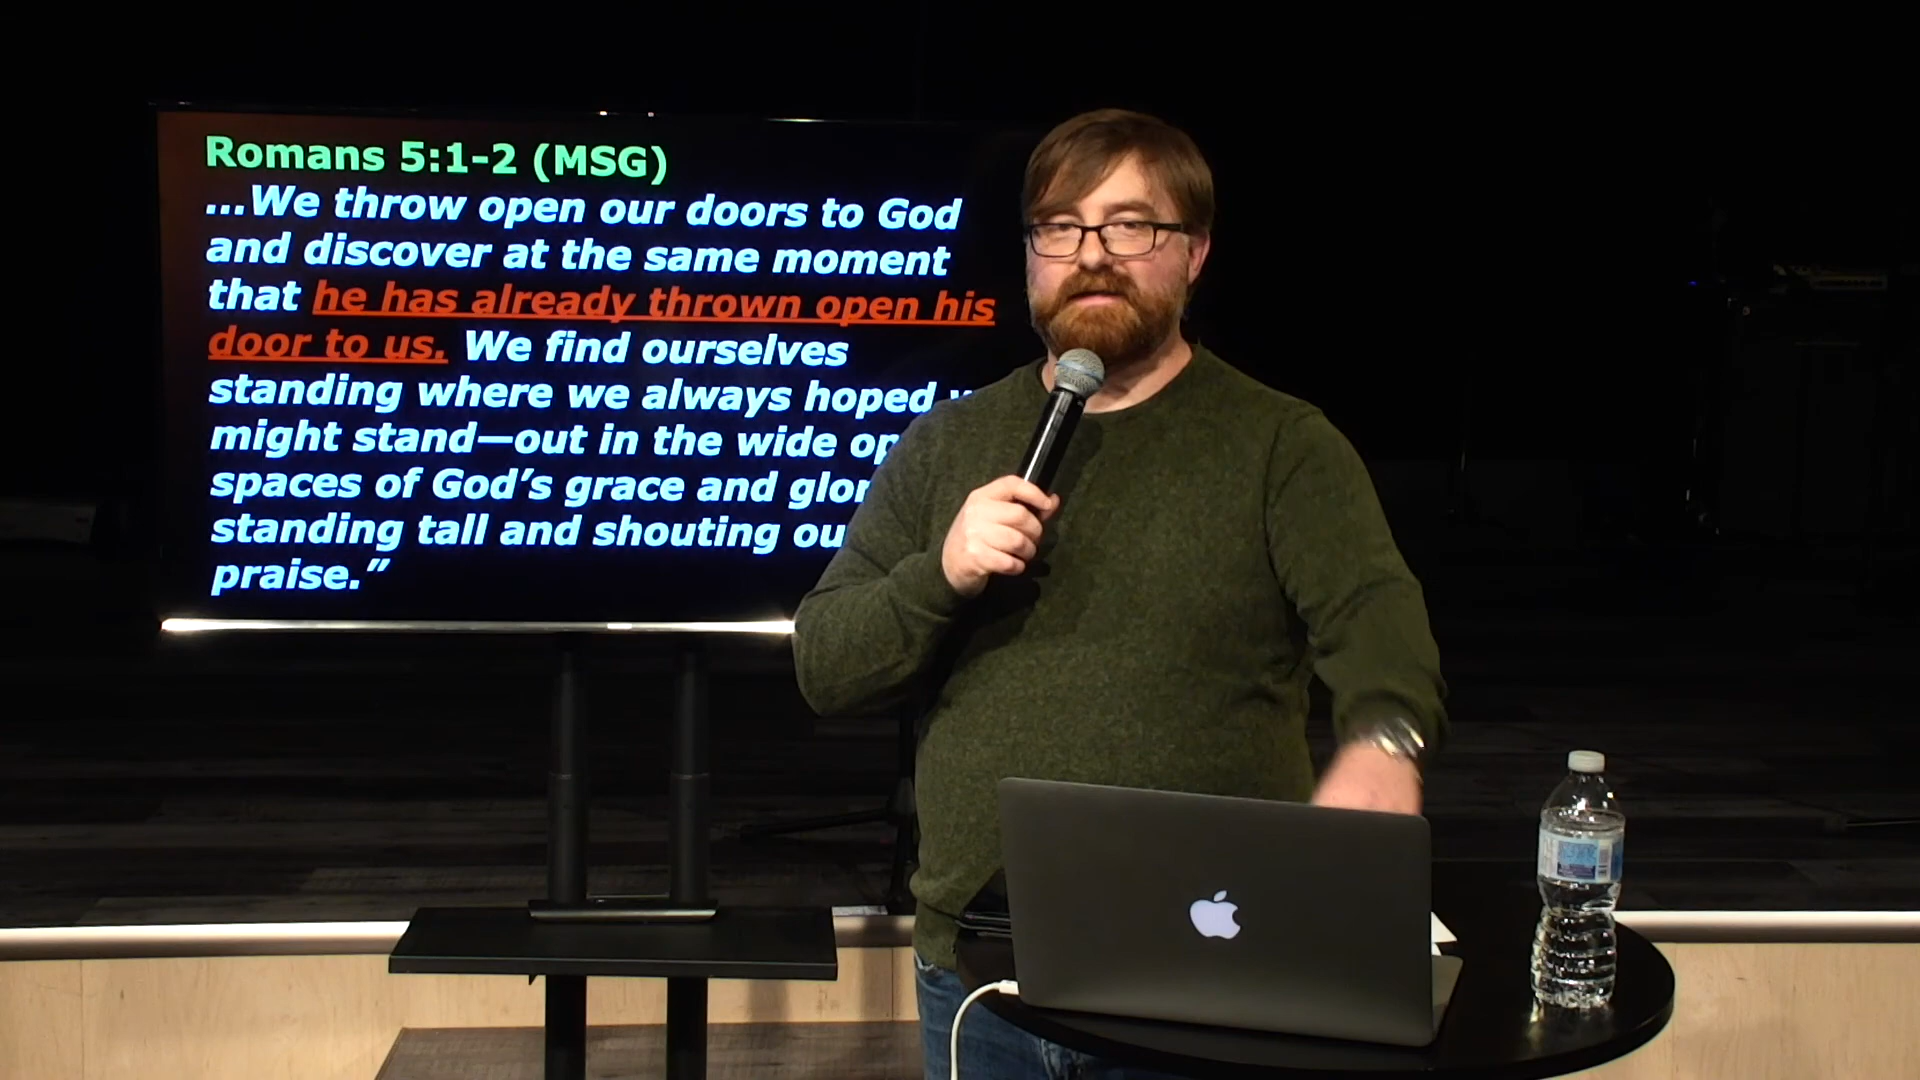 Romans 5:1-2 (MSG)
...We throw open our doors to God
and discover at the same moment
that he has already thrown open his
door to us. We find ourselves
standing where we always hoped
might stand—out in the wide
spaces of God's grace and
standing tall and shouting
praise.”